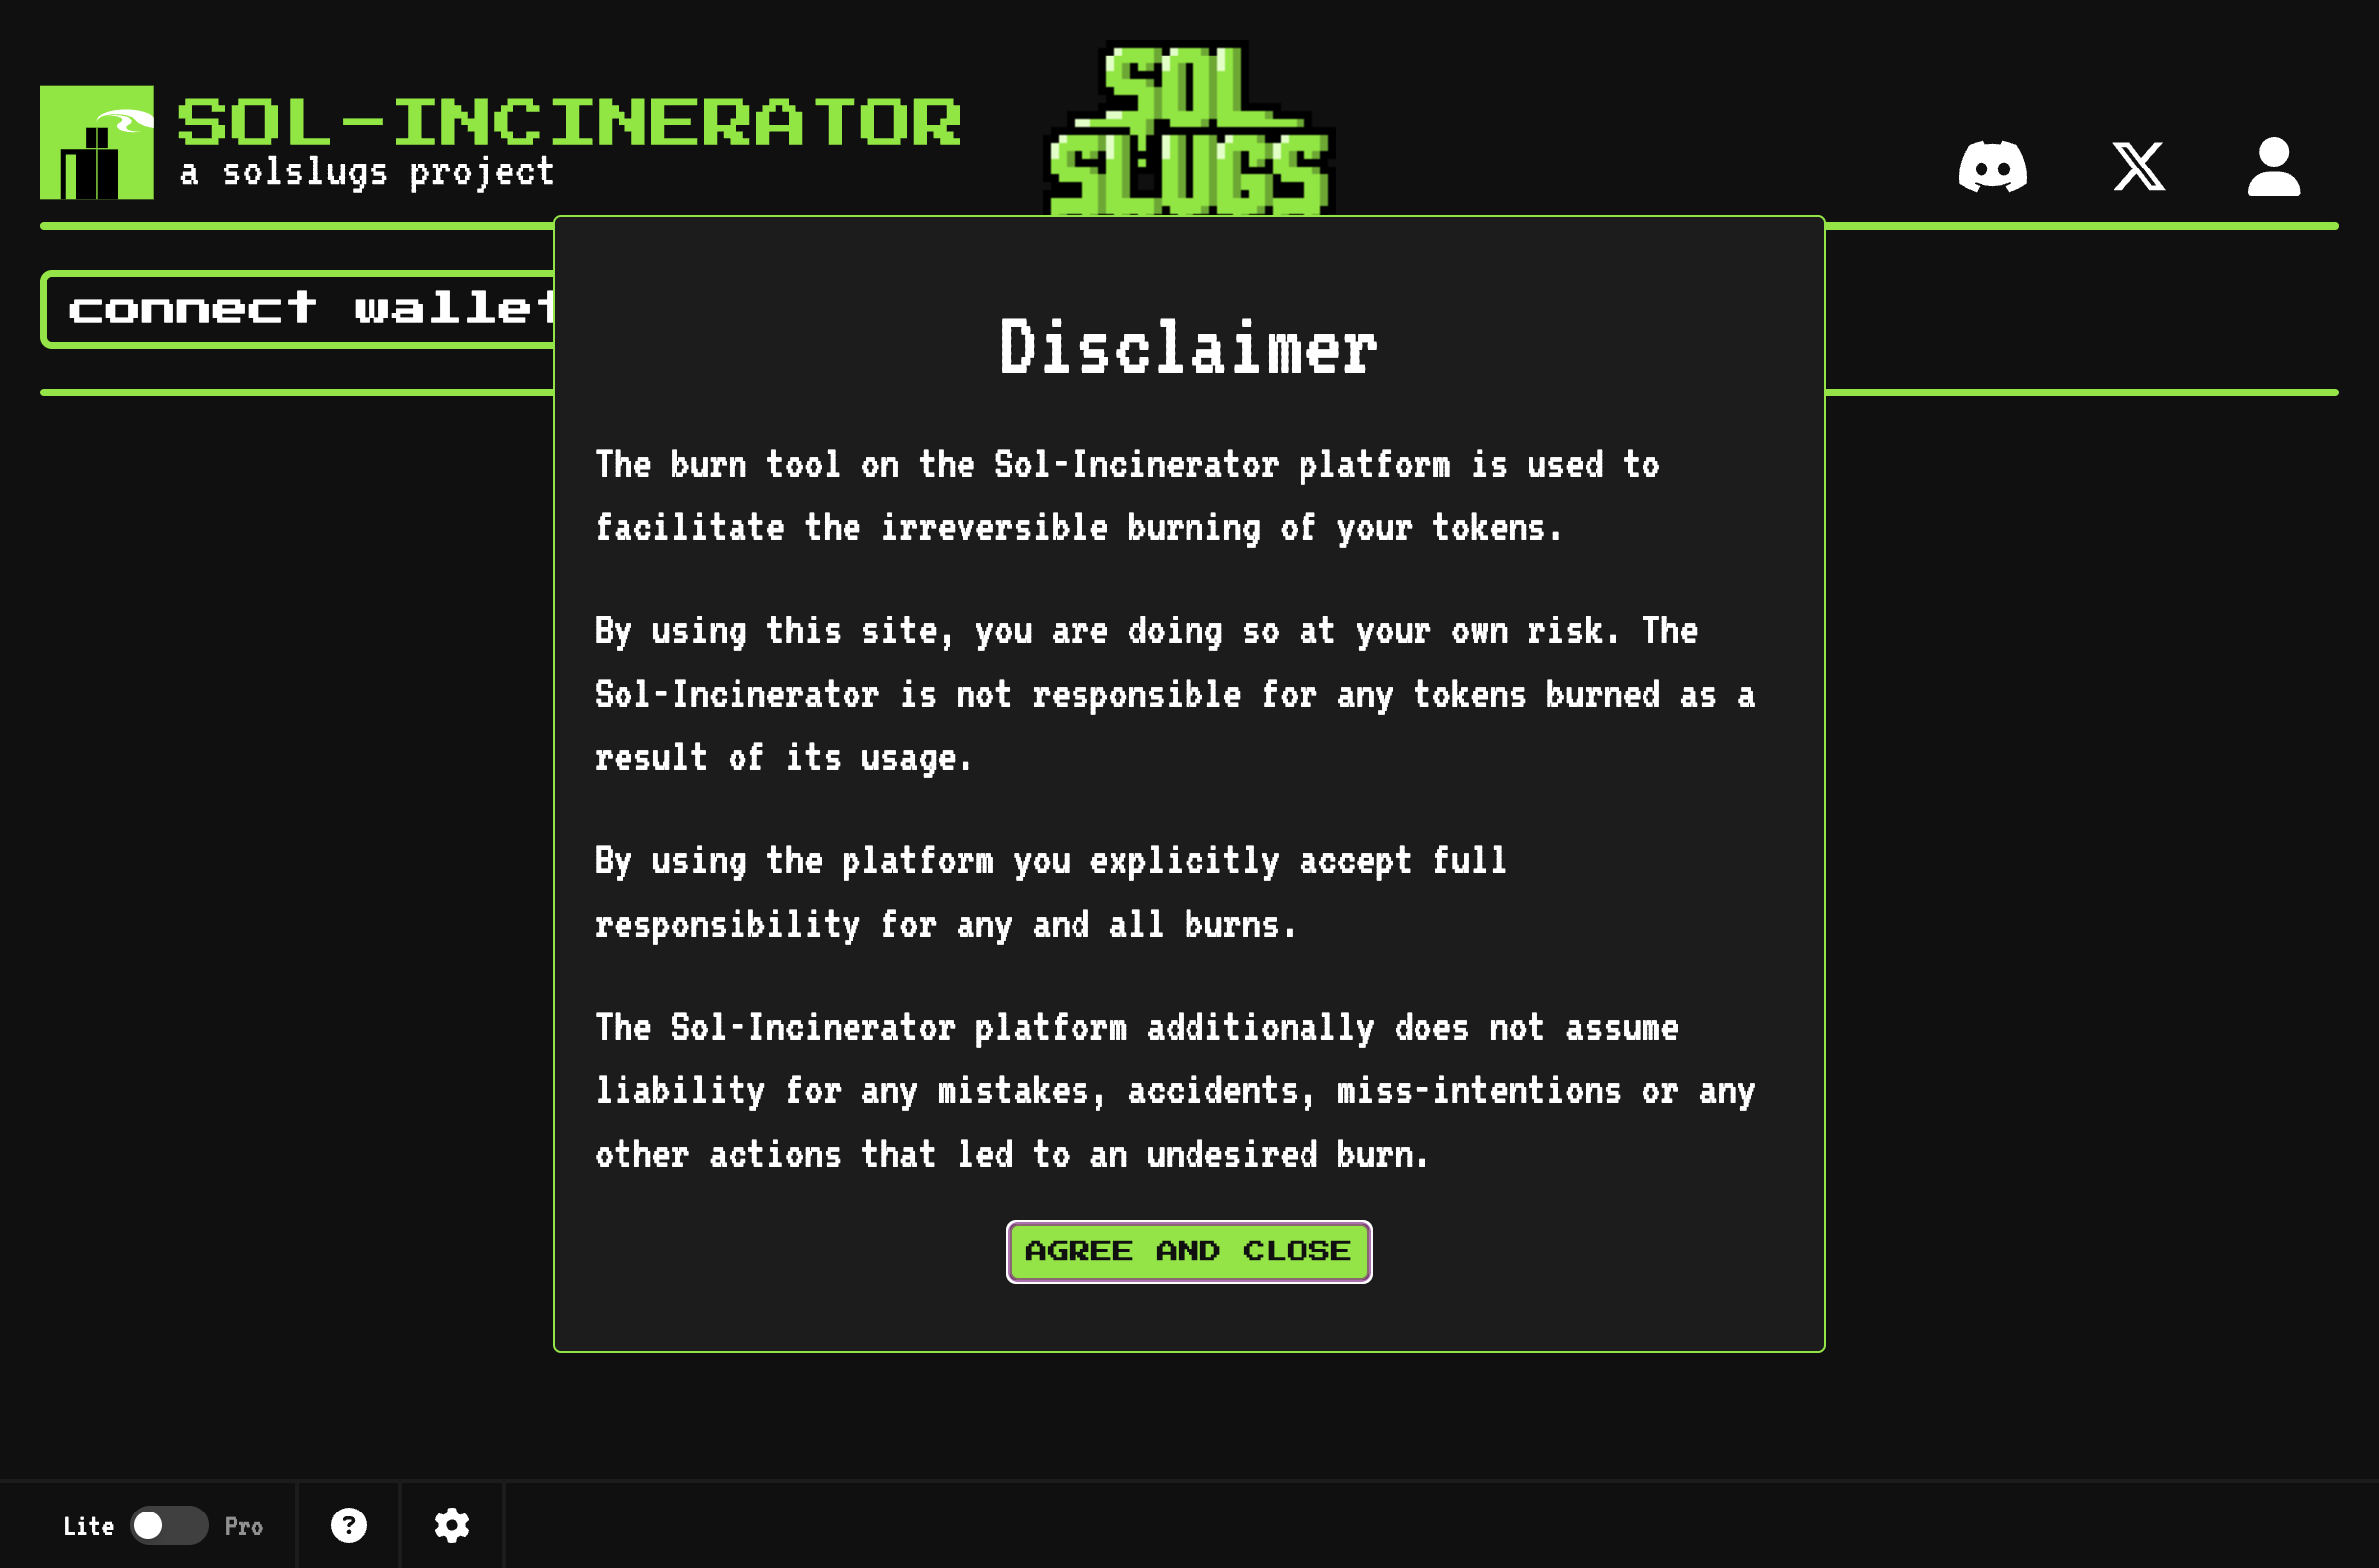 SOL-INCINERATOR
a solslugs project
SOL
SLUGS
connect wallet
Disclaimer
The burn tool on the Sol-Incinerator platform is used to
facilitate the irreversible burning of your tokens.
By using this site, you are doing so at your own risk. The
Sol-Incinerator is not responsible for any tokens burned as a
result of its usage.
By using the platform you explicitly accept full
responsibility for any and all burns.
The Sol-Incinerator platform additionally does not assume
liability for any mistakes, accidents, miss-intentions or any
other actions that led to an undesired burn.
AGREE AND CLOSE
Lite Pro